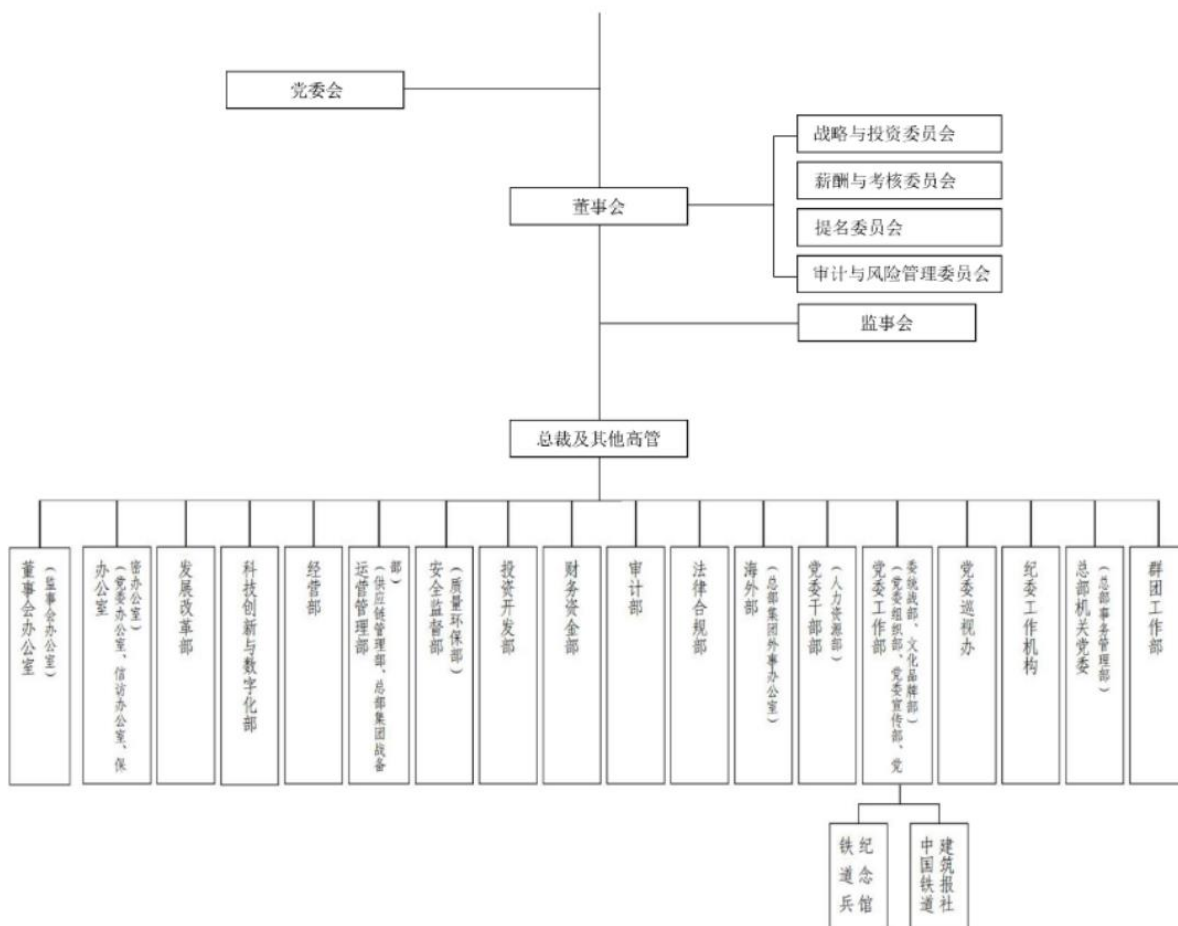 党委会
战略与投资委员会
薪酬与考核委员会
董事会
提名委员会
审计与风险管理委员会
监事会
总裁及其他高管
董事会办公室
（监事会办公室）
办公室
（党委办公室、信访办公室、保
密办公室）
发展改革部
科技创新与数字化部
经营部
运营管理部
（供应链管理部、总部集团战备
部）
安全监督部
（质量环保部）
投资开发部
财务资金部
审计部
法律合规部
海外部
（总部集团外事办公室）
党委干部部
（人力资源部）
党委工作部
（党委组织部、党委宣传部、党
委统战部、文化品牌部）
党委巡视办
纪委工作机构
总部机关党委
（总部事务管理部）
群团工作部
铁道兵
纪念馆
中国铁道
建筑报社